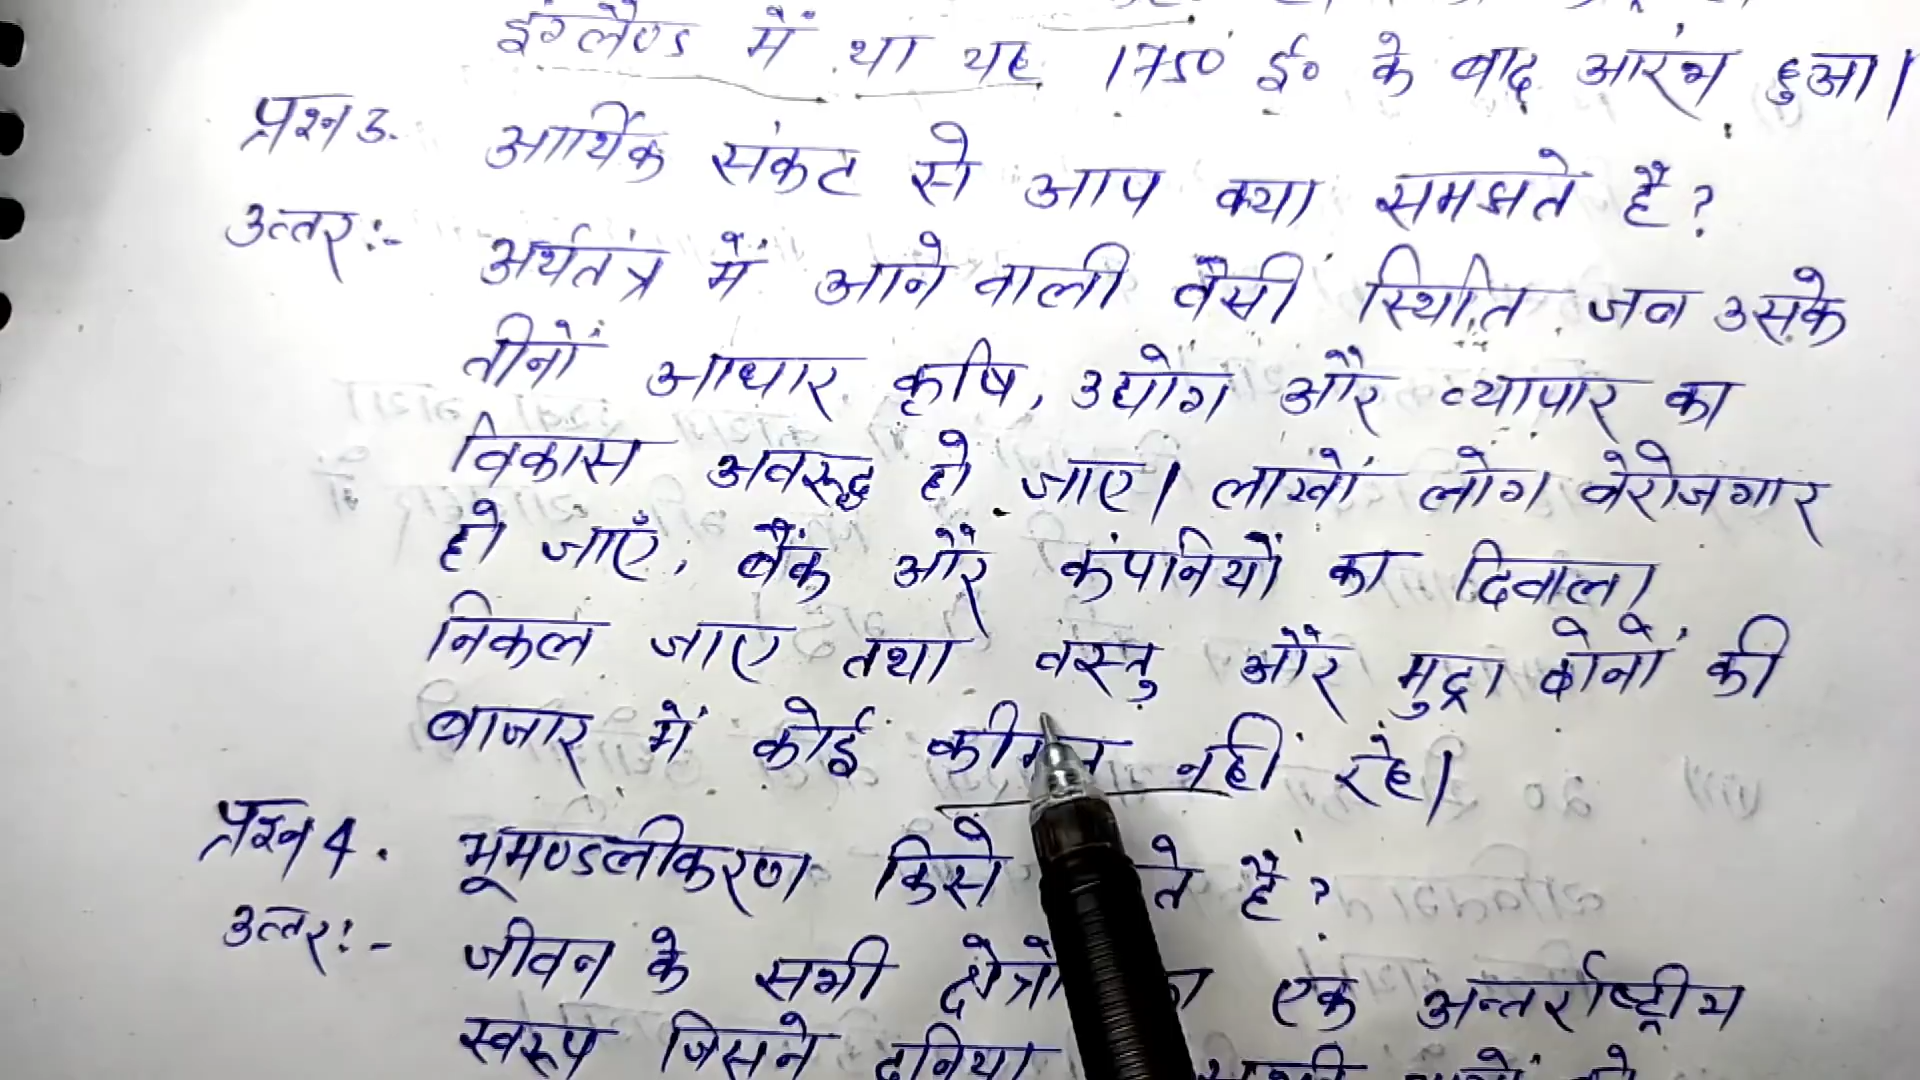 इंग्लैण्ड में था यह 1750 ई० के बाद आरंभ हुआ।
प्रश्न 3. आर्थिक संकट से आप क्या समझते है?
उत्तर:- अर्थतंत्र में आने वाली वैसी स्थिति जब उसके
तीनों आधार कृषि, उद्योग और व्यापार का
विकास अवरूद्ध हो जाए। लाखों लोग बेरोजगार
हो जाएँ, बैंक और कंपनियों का दिवाला
निकल जाए तथा वस्तु और मुद्रा दोनों की
बाजार में कोई कीमत नहीं रहे।
प्रश्न 4. भूमण्डलीकरण किसे ते है?
उत्तर:- जीवन के सभी क्षेत्रों एक अन्तर्राष्ट्रीय
स्वरूप जिसने दुनिया